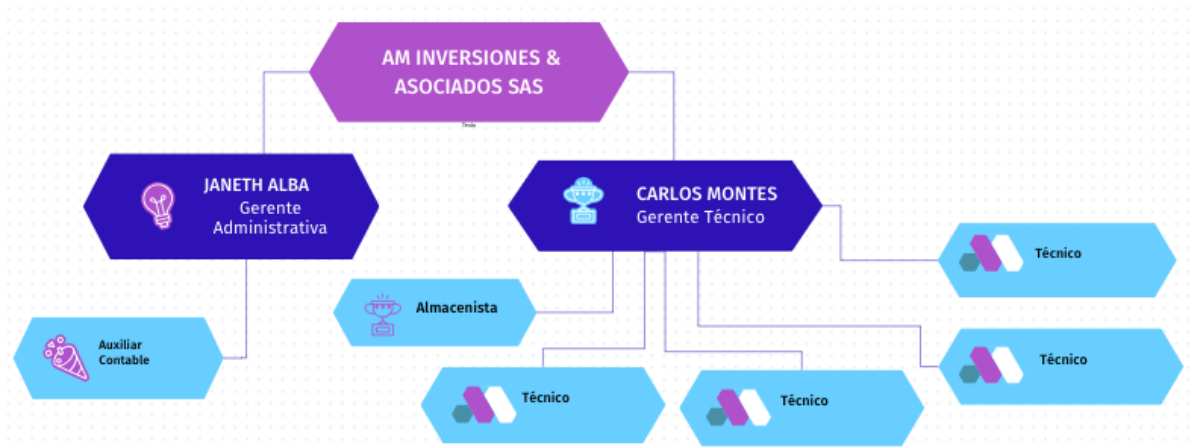 AM INVERSIONES &
ASOCIADOS SAS
JANETH ALBA
Gerente
Administrativa
CARLOS MONTES
Gerente Técnico
Técnico
Almacenista
Auxiliar
Contable
Técnico
Técnico
Técnico